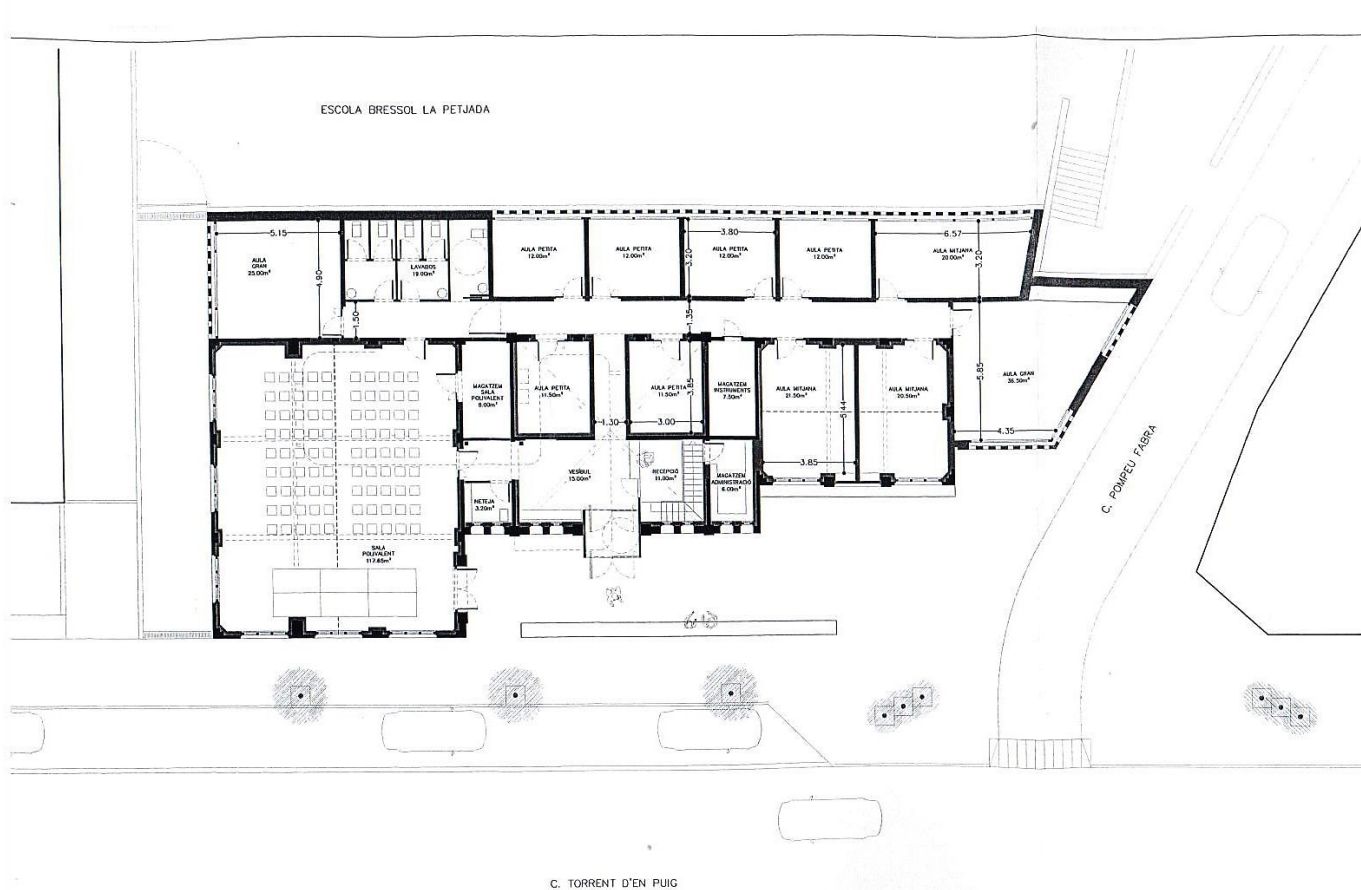 ESCOLA BRESSOL LA PETJADA
5.15
AULA
GRAN
25.00m²
4.90
LAVABOS
19.00m²
AULA PETITA
12.00m²
AULA PETITA
12.00m²
3.80
AULA PETITA
12.00m²
3.20
AULA PETITA
12.00m²
6.57
AULA MITJANA
20.00m²
3.20
1.50
1.35
MAGATZEM
SALA
POLIVALENT
AULA PETITA
11.50m²
AULA PETITA
11.50m²
3.85
1.30
3.00
MAGATZEM
INSTRUMENTS
7.50m²
AULA MITJANA
21.50m²
5.44
3.85
AULA MITJANA
20.50m²
5.85
AULA GRAN
36.50m²
4.35
VESÍBUL
15.00m²
RECEPCIÓ
11.00m²
MAGATZEM
ADMINISTRACIÓ
6.00m²
NETEJA
3.20m²
SALA
POLIVALENT
112.65m²
C. POMPEU FABRA
C. TORRENT D'EN PUIG